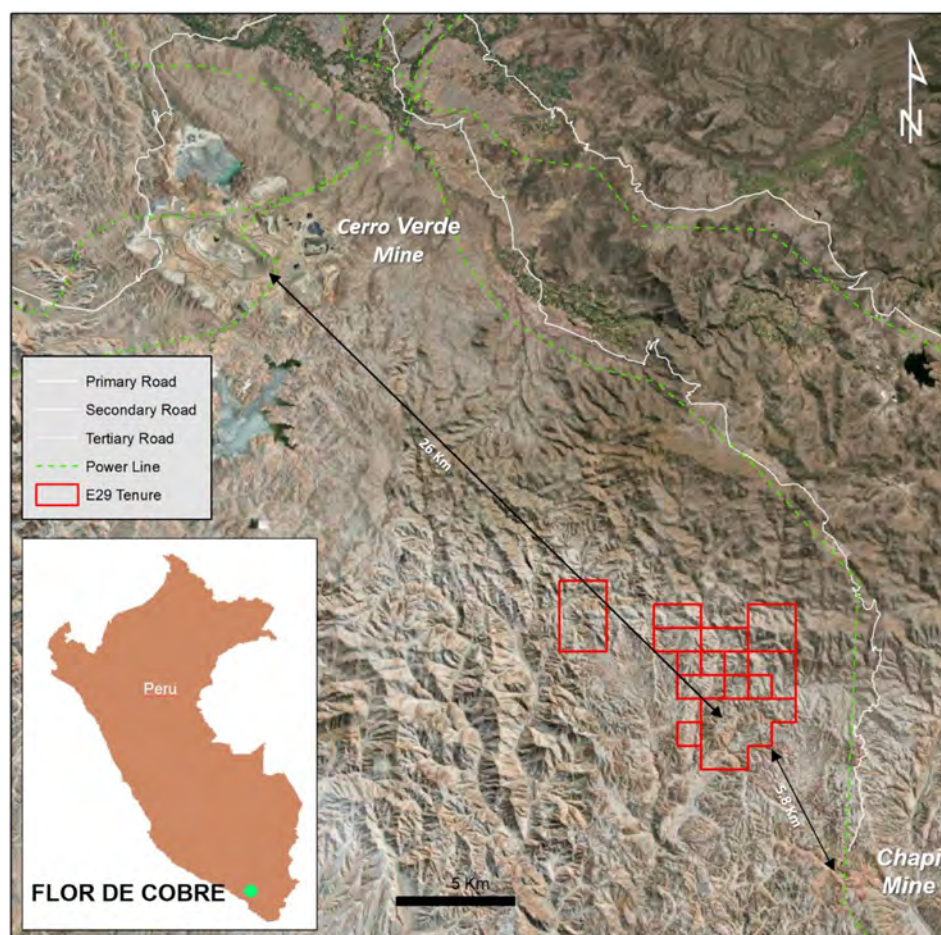 N
Cerro Verde
Mine
Primary Road
Secondary Road
Tertiary Road
Power Line
E29 Tenure
26 Km
Peru
FLOR DE COBRE
5 Km
5.8 Km
Chapi
Mine